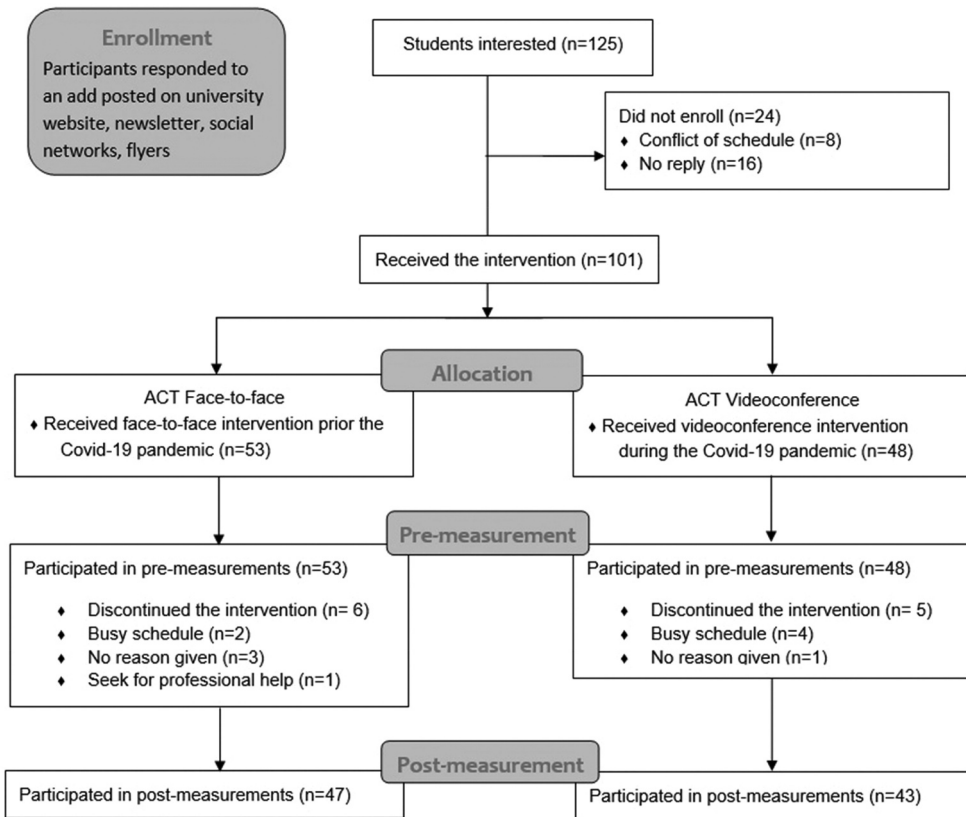 Enrollment
Participants responded to
an add posted on university
website, newsletter, social
networks, flyers
Students interested (n=125)
Did not enroll (n=24)
♦ Conflict of schedule (n=8)
♦ No reply (n=16)
Received the intervention (n=101)
Allocation
ACT Face-to-face
♦ Received face-to-face intervention prior the
Covid-19 pandemic (n=53)
ACT Videoconference
♦ Received videoconference intervention
during the Covid-19 pandemic (n=48)
Pre-measurement
Participated in pre-measurements (n=53)
♦ Discontinued the intervention (n= 6)
♦ Busy schedule (n=2)
♦ No reason given (n=3)
♦ Seek for professional help (n=1)
Participated in pre-measurements (n=48)
♦ Discontinued the intervention (n= 5)
♦ Busy schedule (n=4)
♦ No reason given (n=1)
Post-measurement
Participated in post-measurements (n=47)
Participated in post-measurements (n=43)